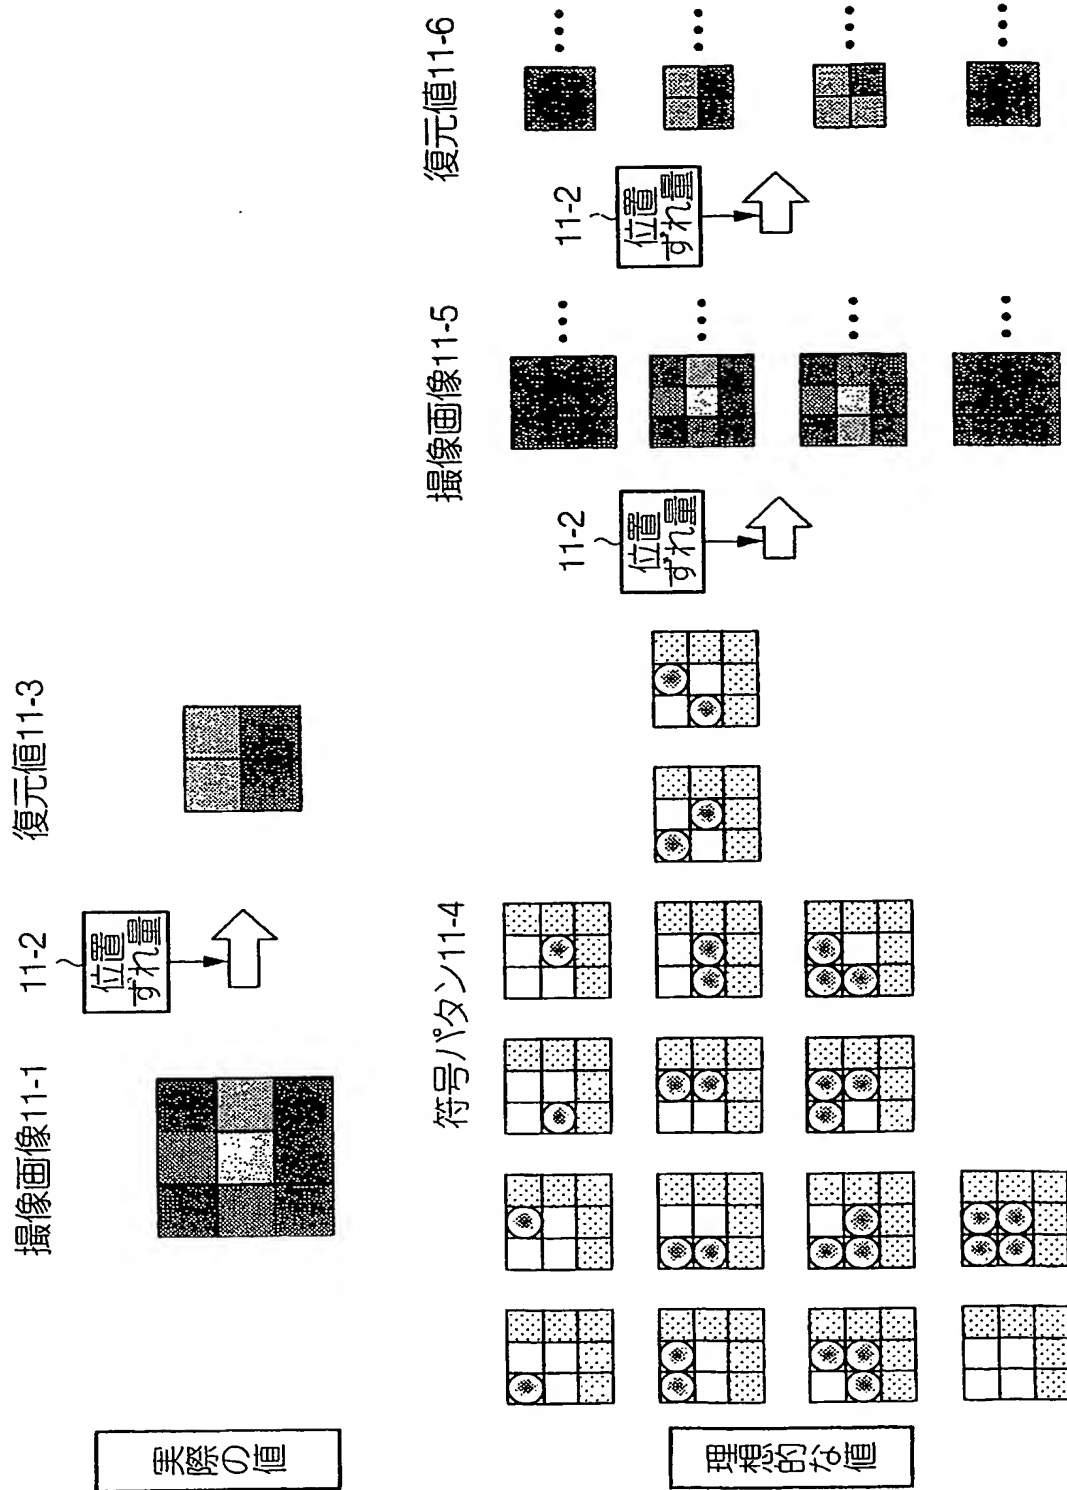 実際の値
撮像画像11-1
11-2
位置
ずれ量
復元値11-3
理想的な値
符号パタン11-4
11-2
位置
ずれ量
撮像画像11-5
11-2
位置
ずれ量
復元値11-6